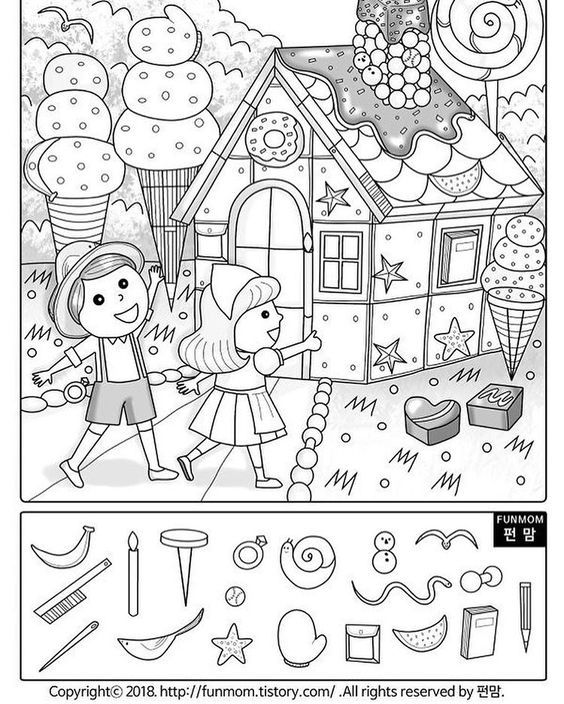 FUNMOM
펀맘
Copyright© 2018. http://funmom.tistory.com/ .All rights reserved by 펀맘.